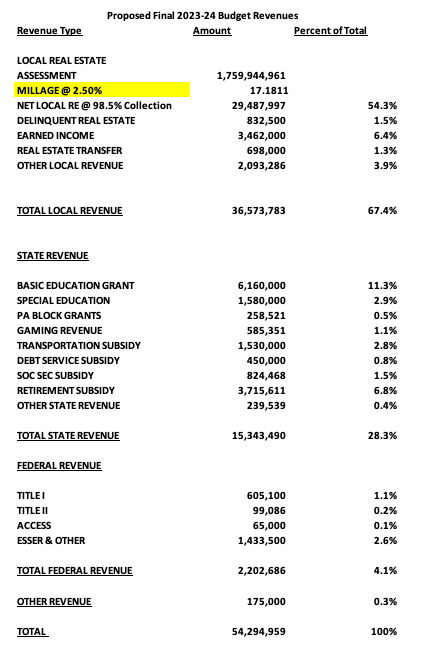 Proposed Final 2023-24 Budget Revenues
Revenue Type Amount Percent of Total
LOCAL REAL ESTATE
ASSESSMENT 1,759,944,961
MILLAGE @ 2.50% 17.1811
NET LOCAL RE @ 98.5% Collection 29,487,997 54.3%
DELINQUENT REAL ESTATE 832,500 1.5%
EARNED INCOME 3,462,000 6.4%
REAL ESTATE TRANSFER 698,000 1.3%
OTHER LOCAL REVENUE 2,093,286 3.9%
TOTAL LOCAL REVENUE 36,573,783 67.4%
STATE REVENUE
BASIC EDUCATION GRANT 6,160,000 11.3%
SPECIAL EDUCATION 1,580,000 2.9%
PA BLOCK GRANTS 258,521 0.5%
GAMING REVENUE 585,351 1.1%
TRANSPORTATION SUBSIDY 1,530,000 2.8%
DEBT SERVICE SUBSIDY 450,000 0.8%
SOC SEC SUBSIDY 824,468 1.5%
RETIREMENT SUBSIDY 3,715,611 6.8%
OTHER STATE REVENUE 239,539 0.4%
TOTAL STATE REVENUE 15,343,490 28.3%
FEDERAL REVENUE
TITLE I 605,100 1.1%
TITLE II 99,086 0.2%
ACCESS 65,000 0.1%
ESSER & OTHER 1,433,500 2.6%
TOTAL FEDERAL REVENUE 2,202,686 4.1%
OTHER REVENUE 175,000 0.3%
TOTAL 54,294,959 100%